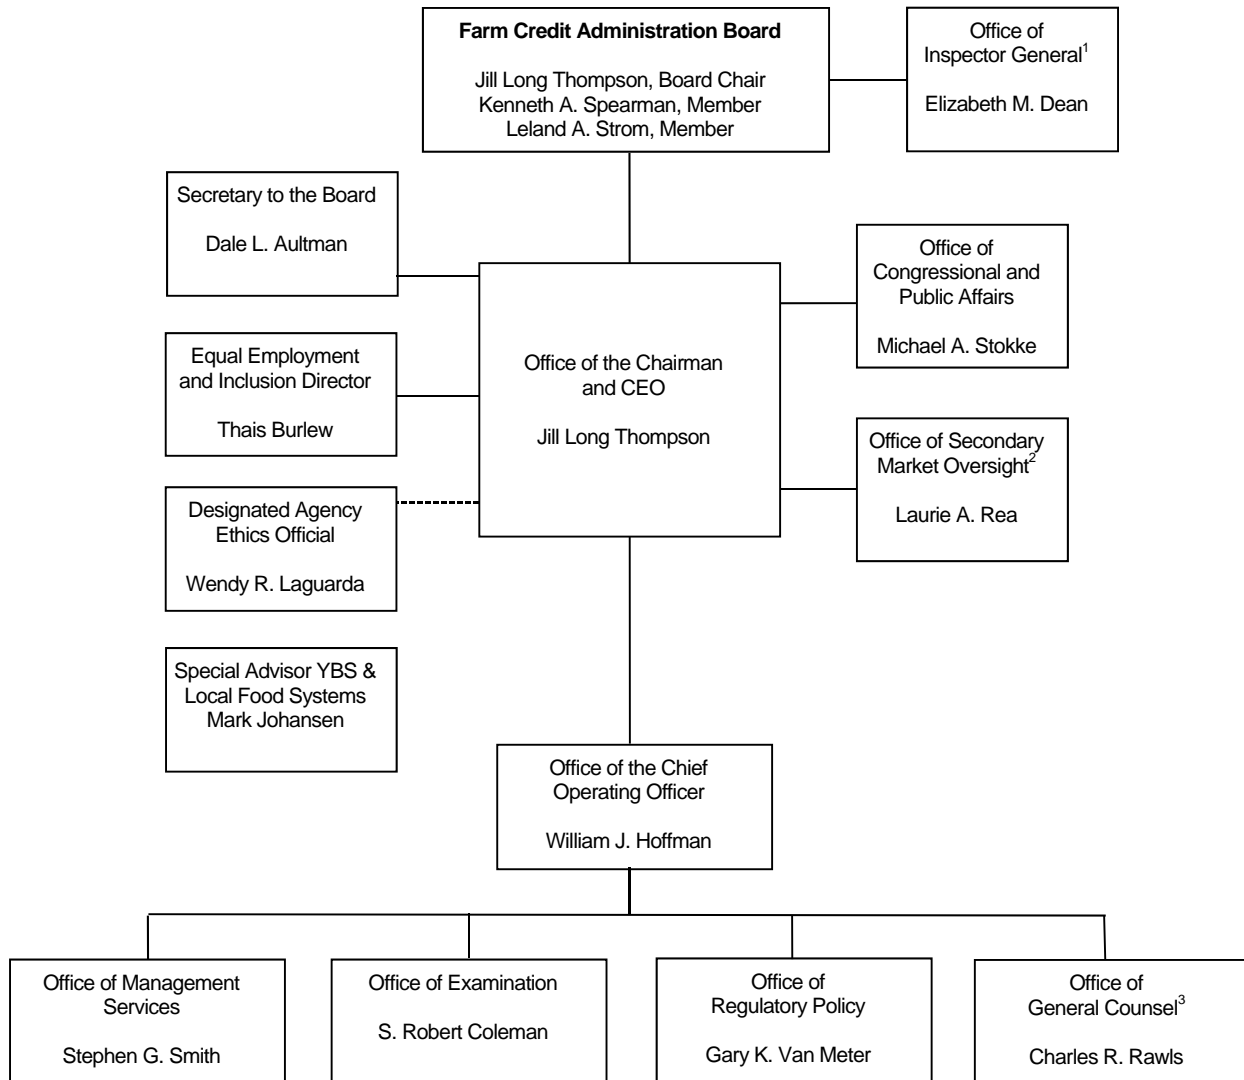 Farm Credit Administration Board
Jill Long Thompson, Board Chair
Kenneth A. Spearman, Member
Leland A. Strom, Member
Office of
Inspector General1
Elizabeth M. Dean
Secretary to the Board
Dale L. Aultman
Equal Employment
and Inclusion Director
Thais Burlew
Designated Agency
Ethics Official
Wendy R. Laguarda
Special Advisor YBS &
Local Food Systems
Mark Johansen
Office of the Chairman
and CEO
Jill Long Thompson
Office of
Congressional and
Public Affairs
Michael A. Stokke
Office of Secondary
Market Oversight2
Laurie A. Rea
Office of the Chief
Operating Officer
William J. Hoffman
Office of Management
Services
Stephen G. Smith
Office of Examination
S. Robert Coleman
Office of
Regulatory Policy
Gary K. Van Meter
Office of
General Counsel3
Charles R. Rawls